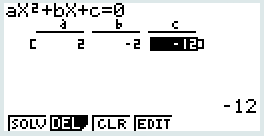 aX²+bX+c=0
a b c
[ 2 -2 -12]
-12
SOLV DEL CLR EDIT